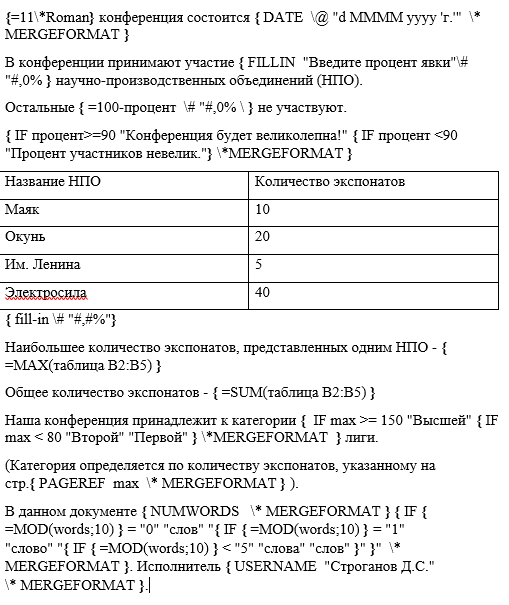 {=11\*Roman} конференция состоится { DATE  \@ "d MMMM yyyy 'г.'"  \*
MERGEFORMAT }
В конференции принимают участие { FILLIN  "Введите процент явки"\#
"#,0% } научно-производственных объединений (НПО).
Остальные { =100-процент  \# "#,0% \ } не участвуют.
{ IF процент>=90 "Конференция будет великолепна!" { IF процент <90
"Процент участников невелик."} \*MERGEFORMAT }
Название НПО Количество экспонатов
Маяк 10
Окунь 20
Им. Ленина 5
Электросила 40
{ fill-in \# "#,#%"}
Наибольшее количество экспонатов, представленных одним НПО - {
=MAX(таблица B2:B5) }
Общее количество экспонатов - { =SUM(таблица B2:B5) }
Наша конференция принадлежит к категории {  IF max >= 150 "Высшей" { IF
max < 80 "Второй" "Первой" } \*MERGEFORMAT  } лиги.
(Категория определяется по количеству экспонатов, указанному на
стр.{ PAGEREF  max  \* MERGEFORMAT } ).
В данном документе { NUMWORDS   \* MERGEFORMAT } { IF {
=MOD(words;10) } = "0" "слов" "{ IF { =MOD(words;10) } = "1"
"слово" "{ IF { =MOD(words;10) } < "5" "слова" "слов" }" }"  \*
MERGEFORMAT }. Исполнитель { USERNAME  "Строганов Д.С."
\* MERGEFORMAT }.